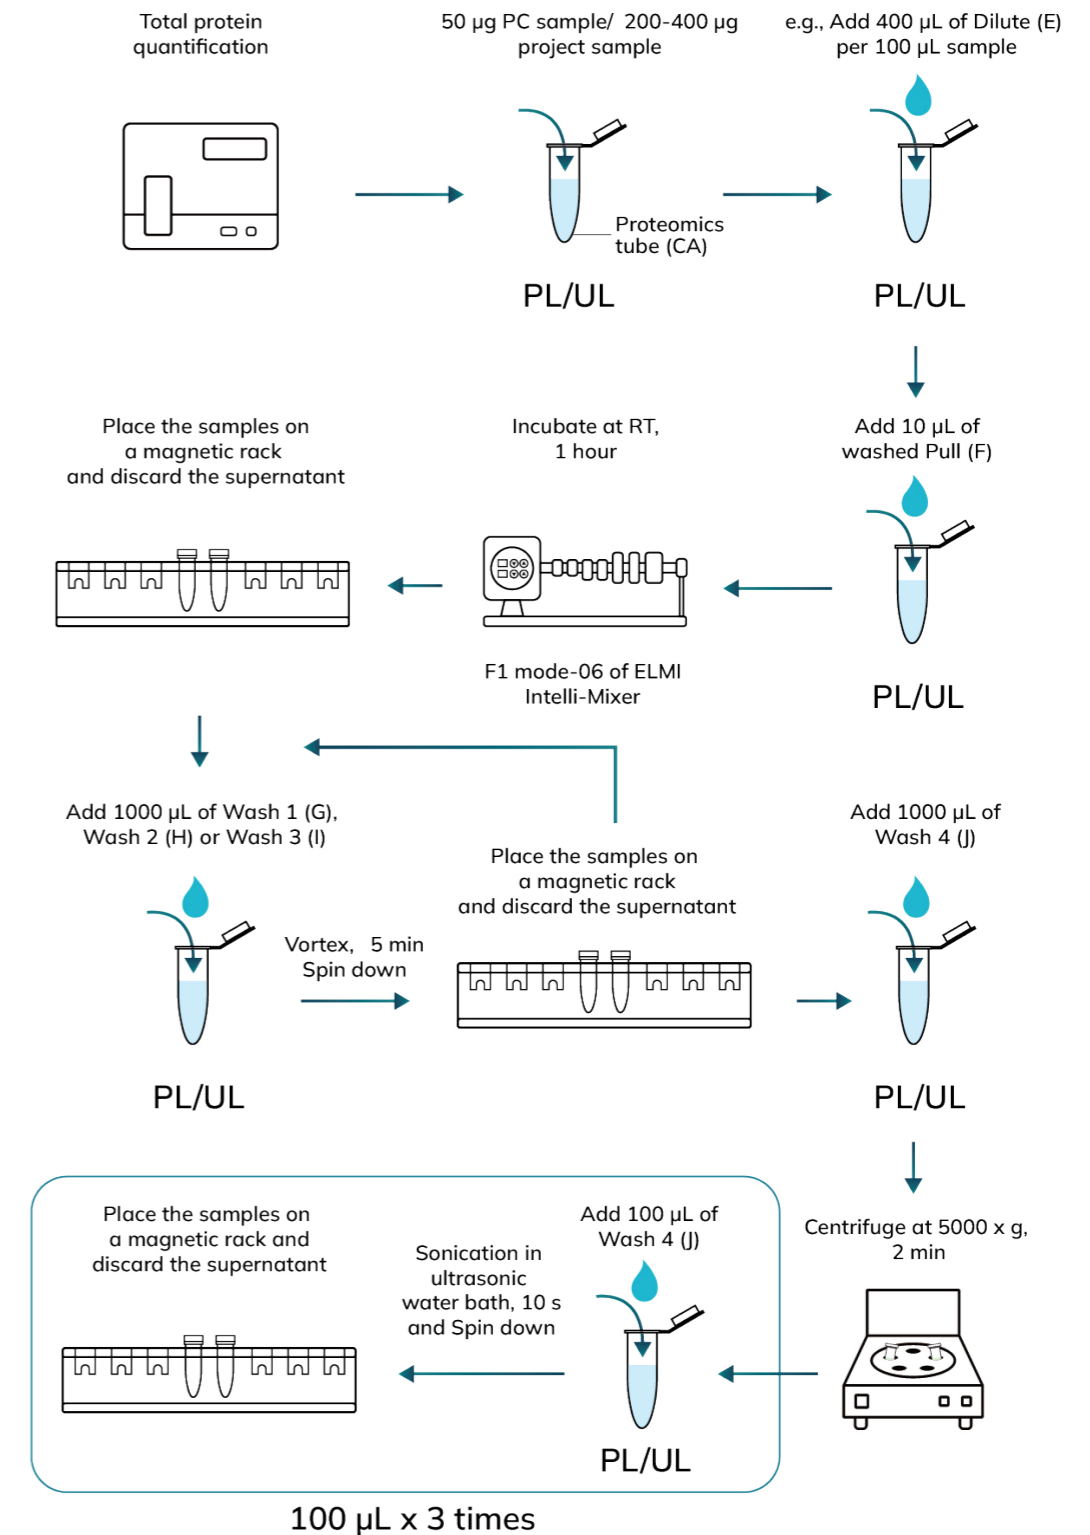 Total protein
quantification
50 µg PC sample/ 200-400 µg
project sample
e.g., Add 400 µL of Dilute (E)
per 100 µL sample
Proteomics
tube (CA)
PL/UL
PL/UL
Place the samples on
a magnetic rack
and discard the supernatant
Incubate at RT,
1 hour
Add 10 µL of
washed Pull (F)
F1 mode-06 of ELMI
Intelli-Mixer
PL/UL
Add 1000 µL of Wash 1 (G),
Wash 2 (H) or Wash 3 (I)
Vortex, 5 min
Spin down
Place the samples on
a magnetic rack
and discard the supernatant
Add 1000 µL of
Wash 4 (J)
PL/UL
PL/UL
Centrifuge at 5000 x g,
2 min
Add 100 µL of
Wash 4 (J)
Sonication in
ultrasonic
water bath, 10 s
and Spin down
Place the samples on
a magnetic rack and
discard the supernatant
PL/UL
100 µL x 3 times